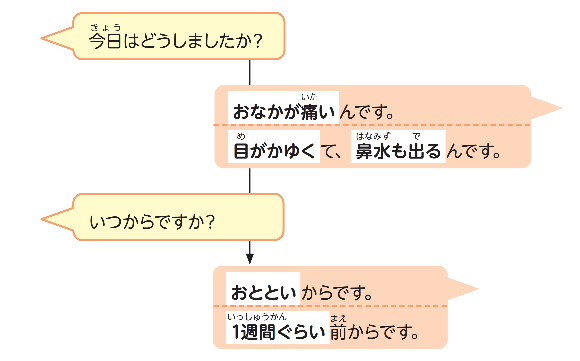 今日はどうしましたか？
おなかが痛いんです。
目がかゆくて、鼻水も出るんです。
いつからですか？
おとといからです。
1週間ぐらい前からです。